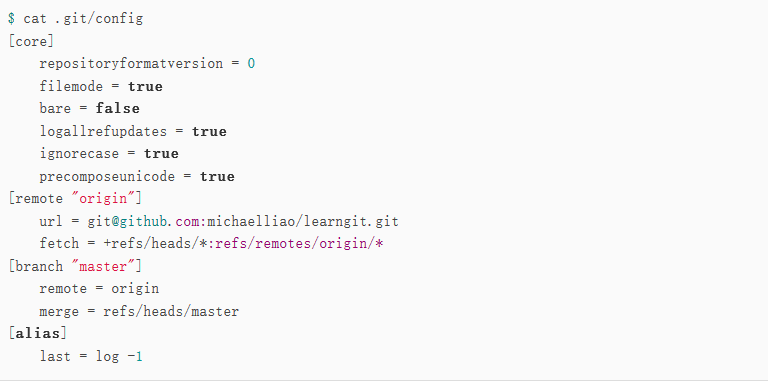 $ cat .git/config
[core]
    repositoryformatversion = 0
    filemode = true
    bare = false
    logallrefupdates = true
    ignorecase = true
    precomposeunicode = true
[remote "origin"]
    url = git@github.com:michaelliao/learngit.git
    fetch = +refs/heads/*:refs/remotes/origin/*
[branch "master"]
    remote = origin
    merge = refs/heads/master
[alias]
    last = log -1